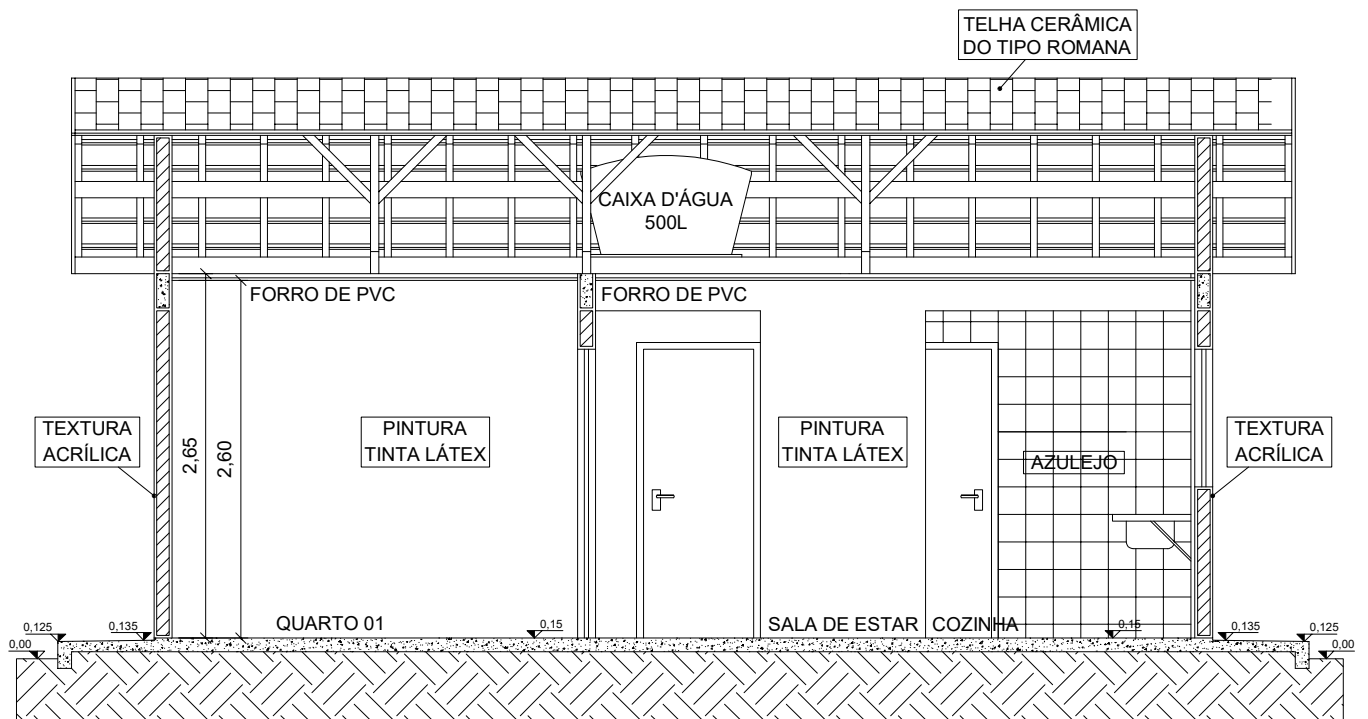 TELHA CERÂMICA
DO TIPO ROMANA
CAIXA D'ÁGUA
500L
FORRO DE PVC
FORRO DE PVC
TEXTURA
ACRÍLICA
2,65
2,60
PINTURA
TINTA LÁTEX
PINTURA
TINTA LÁTEX
AZULEJO
TEXTURA
ACRÍLICA
0,00
0,125
0,135
QUARTO 01
0,15
SALA DE ESTAR
COZINHA
0,15
0,135
0,125
0,00